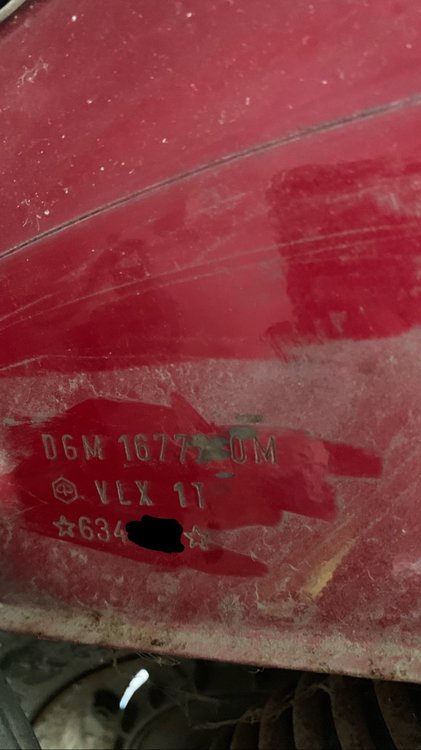 DGM 1677 OM
VLX 1T
☆634 ☆